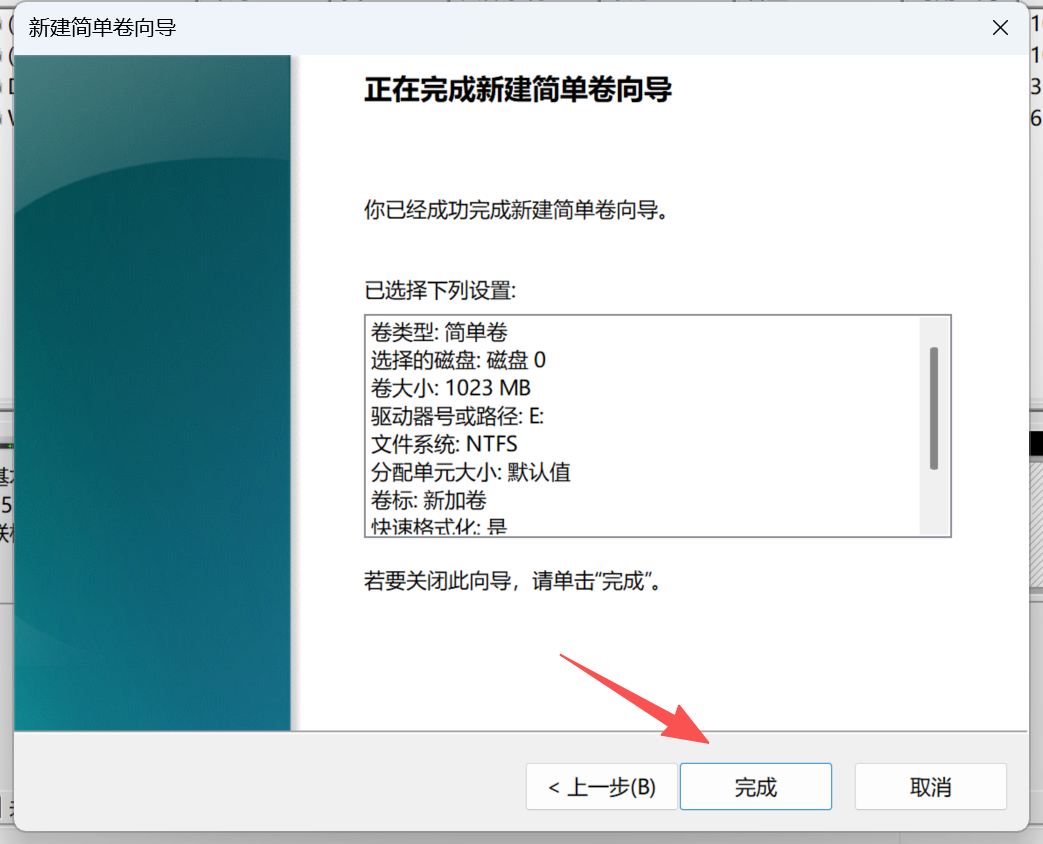 新建简单卷向导
正在完成新建简单卷向导
你已经成功完成新建简单卷向导。
已选择下列设置:
卷类型: 简单卷
选择的磁盘: 磁盘 0
卷大小: 1023 MB
驱动器号或路径: E:
文件系统: NTFS
分配单元大小: 默认值
卷标: 新加卷
快速格式化: 是
若要关闭此向导，请单击“完成”。
< 上一步(B)
完成
取消